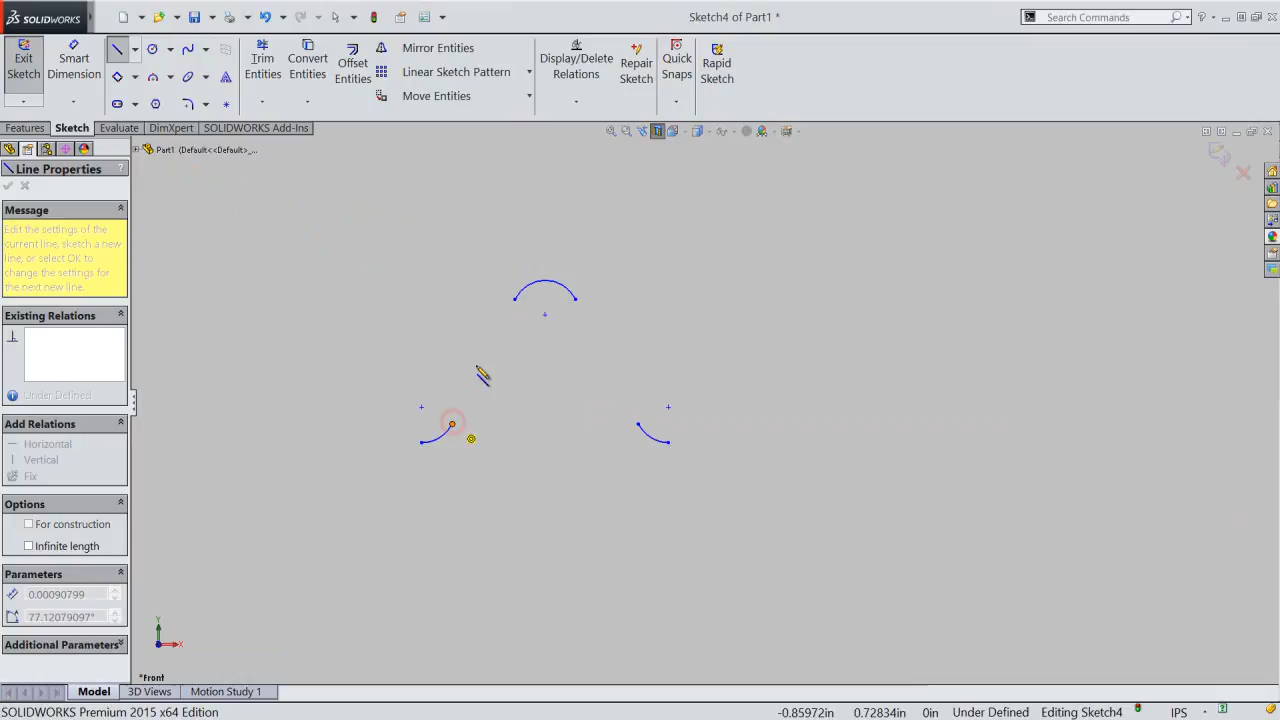 SOLIDWORKS
Sketch4 of Part1 *
Search Commands
Exit Sketch
Smart Dimension
Trim Entities
Convert Entities
Offset Entities
Mirror Entities
Linear Sketch Pattern
Move Entities
Display/Delete Relations
Repair Sketch
Quick Snaps
Rapid Sketch
Features
Sketch
Evaluate
DimXpert
SOLIDWORKS Add-Ins
Part1 (Default<<Default>_...
Line Properties
?
Message
Edit the settings of the
current line, sketch a new
line, or select OK to
change the settings for
the next new line.
Existing Relations
Under Defined
Add Relations
Horizontal
Vertical
Fix
Options
For construction
Infinite length
Parameters
0.00090799
77.12079097°
Additional Parameters
Y
X
*Front
Model
3D Views
Motion Study 1
SOLIDWORKS Premium 2015 x64 Edition
-0.85972in
0.72834in
0in
Under Defined
Editing Sketch4
IPS